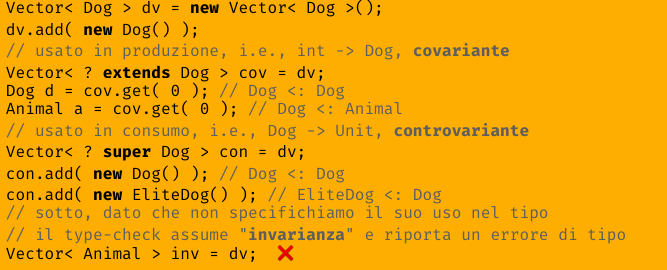 Vector< Dog > dv = new Vector< Dog >();
dv.add( new Dog() );
// usato in produzione, i.e., int -> Dog, covariante
Vector< ? extends Dog > cov = dv;
Dog d = cov.get( 0 ); // Dog <: Dog
Animal a = cov.get( 0 ); // Dog <: Animal
// usato in consumo, i.e., Dog -> Unit, controvariante
Vector< ? super Dog > con = dv;
con.add( new Dog() ); // Dog <: Dog
con.add( new EliteDog() ); // EliteDog <: Dog
// sotto, dato che non specifichiamo il suo uso nel tipo
// il type-check assume "invarianza" e riporta un errore di tipo
Vector< Animal > inv = dv; ❌